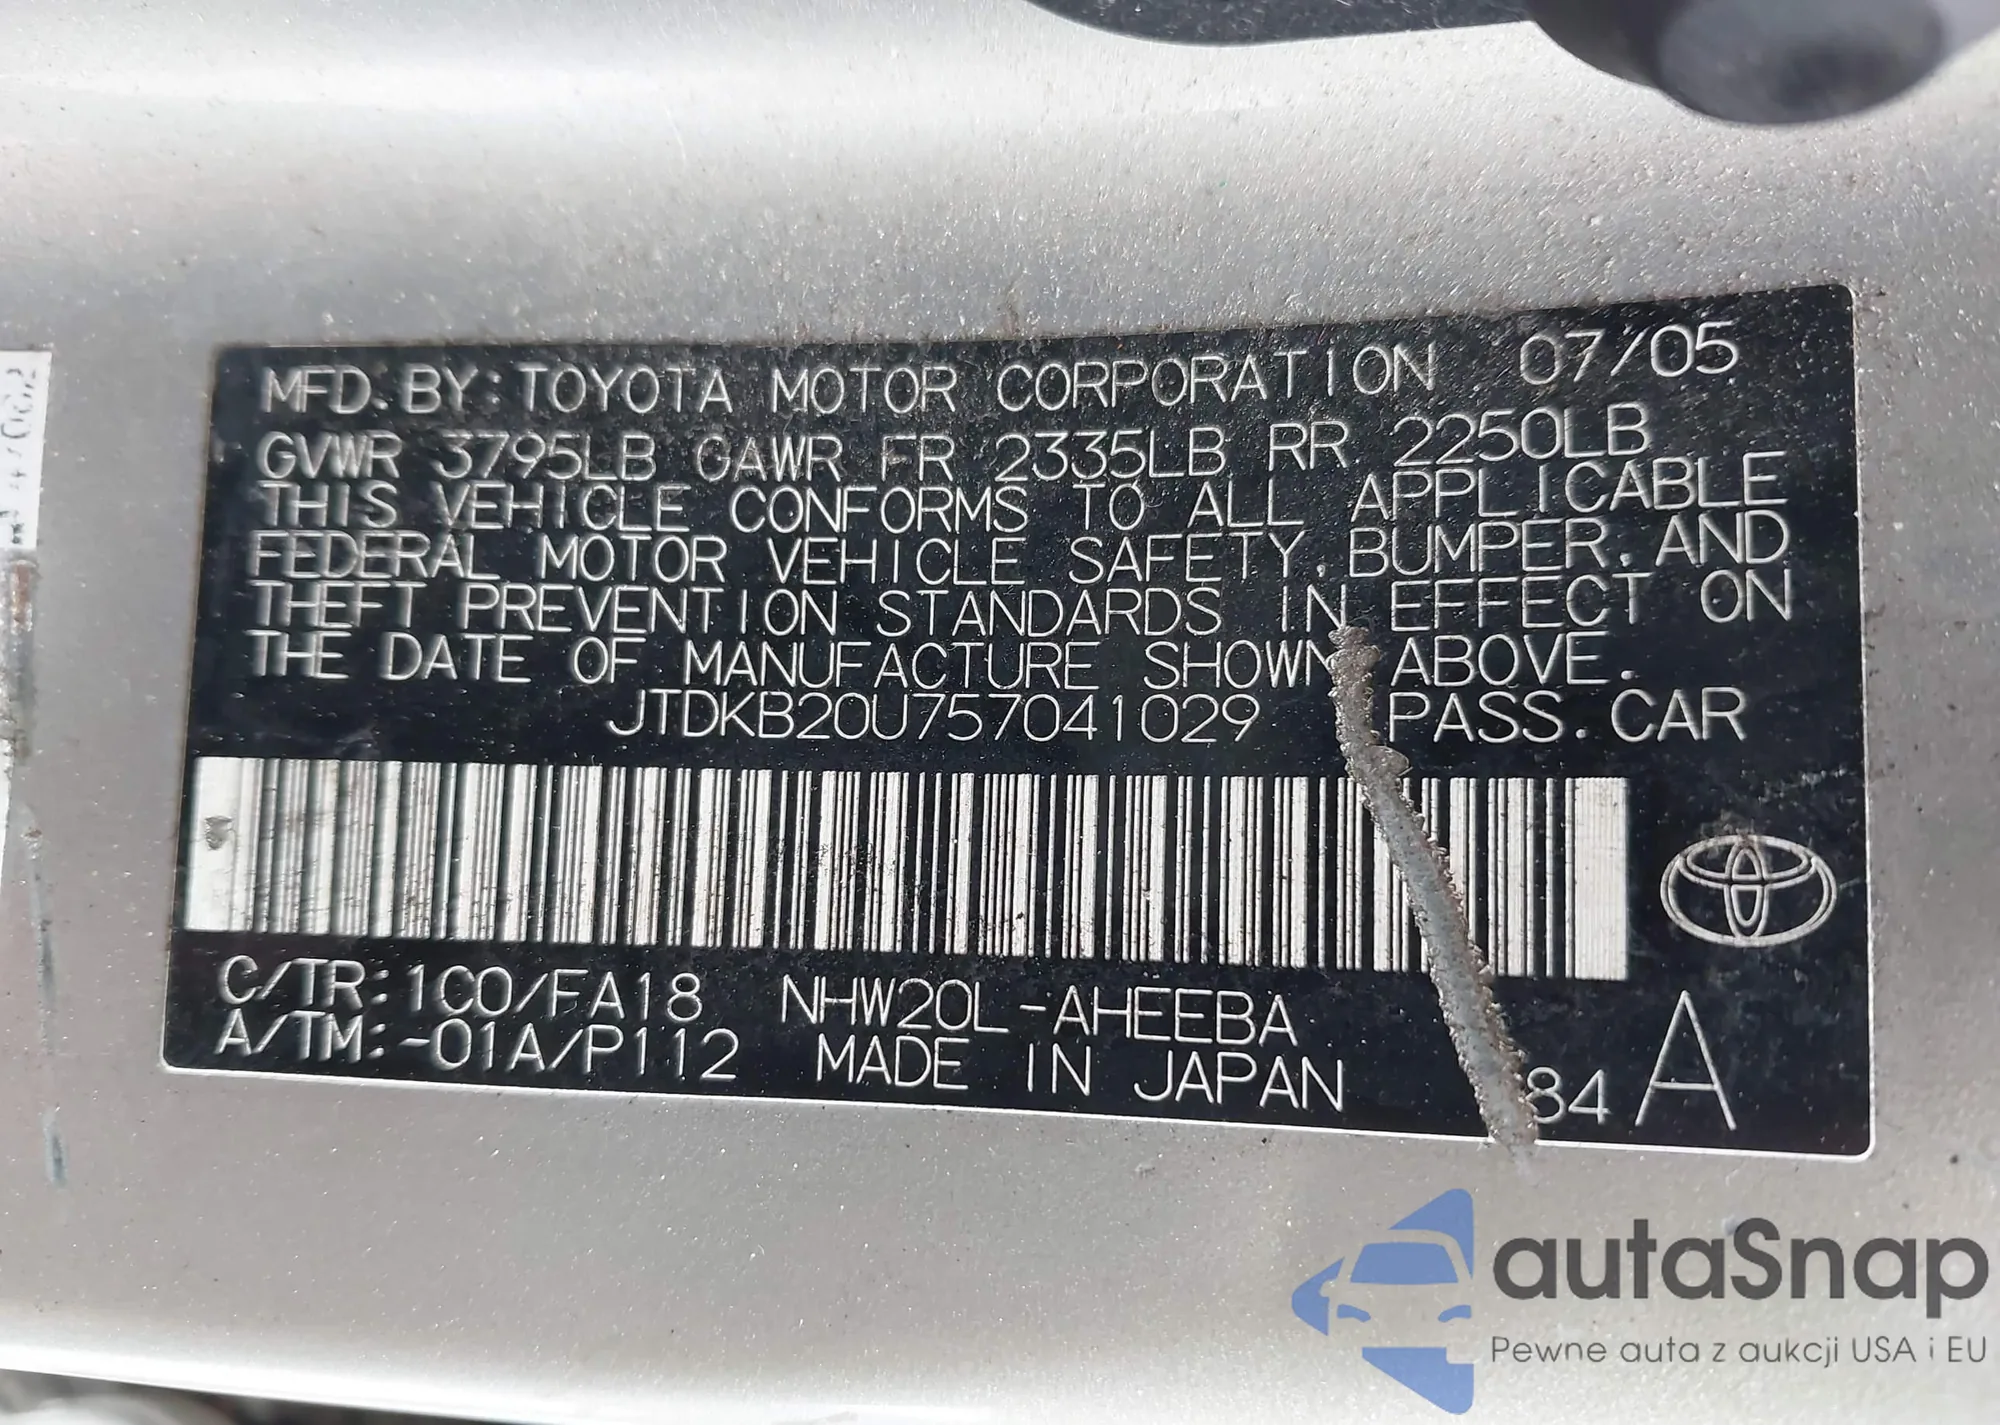 MFD. BY: TOYOTA MOTOR CORPORATION 07/05
GVWR 3795LB GAWR FR 2335LB RR 2250LB
THIS VEHICLE CONFORMS TO ALL APPLICABLE
FEDERAL MOTOR VEHICLE SAFETY, BUMPER, AND
THEFT PREVENTION STANDARDS IN EFFECT ON
THE DATE OF MANUFACTURE SHOWN ABOVE.
JTDKB20U757041029 PASS. CAR
C/TR: 1C0/FA18 NHW20L-AHEEBA
A/TM: -01A/P112 MADE IN JAPAN 84 A
autaSnap
Pewne auta z aukcji USA i EU